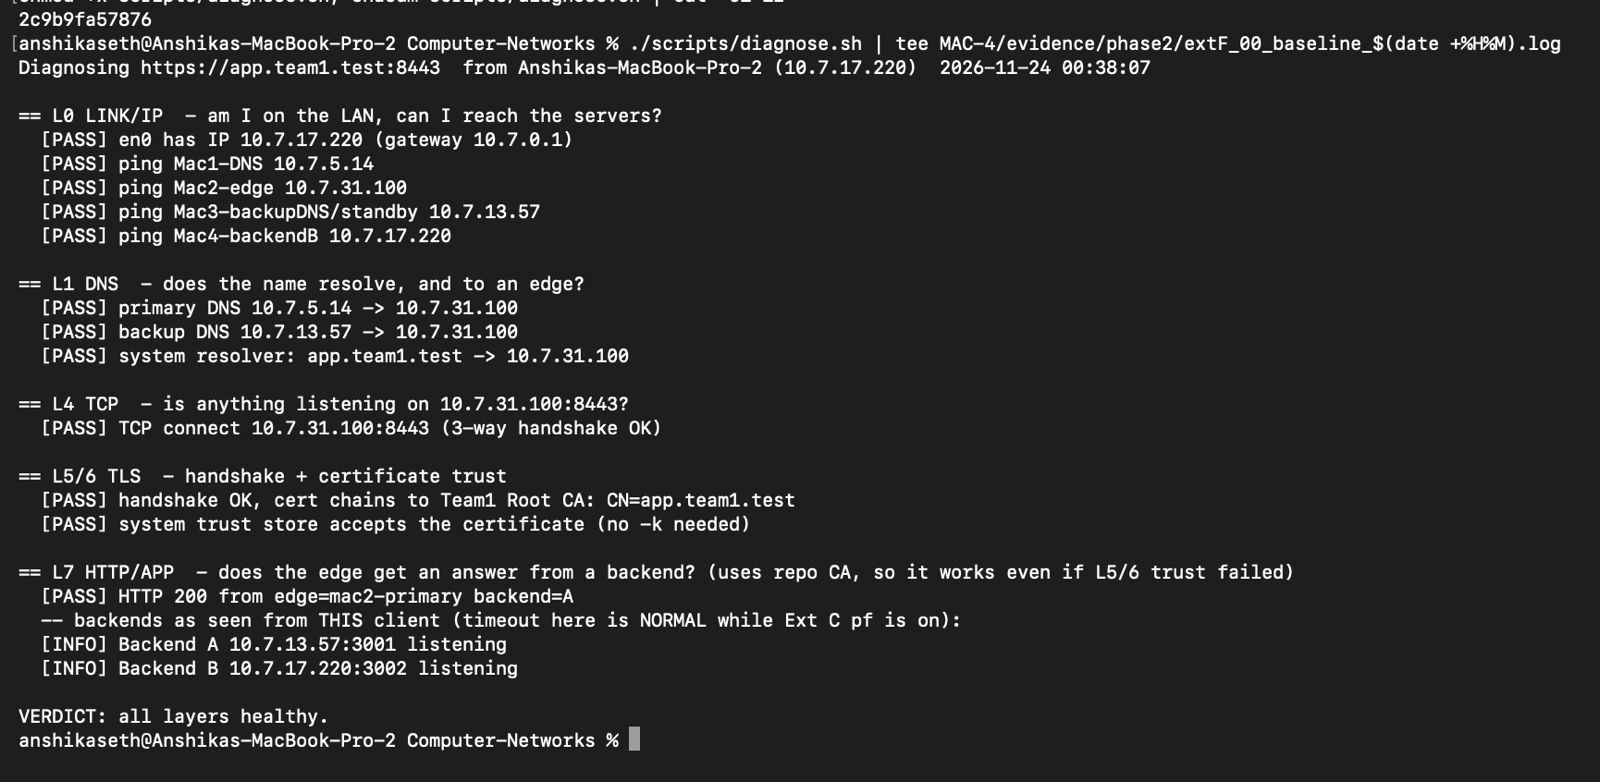 2c9b9fa57876
[anshikaseth@Anshikas-MacBook-Pro-2 Computer-Networks % ./scripts/diagnose.sh | tee MAC-4/evidence/phase2/extF_00_baseline_$(date +%H%M).log
Diagnosing https://app.team1.test:8443  from Anshikas-MacBook-Pro-2 (10.7.17.220)  2026-11-24 00:38:07
== L0 LINK/IP  – am I on the LAN, can I reach the servers?
[PASS] en0 has IP 10.7.17.220 (gateway 10.7.0.1)
[PASS] ping Mac1-DNS 10.7.5.14
[PASS] ping Mac2-edge 10.7.31.100
[PASS] ping Mac3-backupDNS/standby 10.7.13.57
[PASS] ping Mac4-backendB 10.7.17.220
== L1 DNS  – does the name resolve, and to an edge?
[PASS] primary DNS 10.7.5.14 -> 10.7.31.100
[PASS] backup DNS 10.7.13.57 -> 10.7.31.100
[PASS] system resolver: app.team1.test -> 10.7.31.100
== L4 TCP  – is anything listening on 10.7.31.100:8443?
[PASS] TCP connect 10.7.31.100:8443 (3-way handshake OK)
== L5/6 TLS  – handshake + certificate trust
[PASS] handshake OK, cert chains to Team1 Root CA: CN=app.team1.test
[PASS] system trust store accepts the certificate (no -k needed)
== L7 HTTP/APP  – does the edge get an answer from a backend? (uses repo CA, so it works even if L5/6 trust failed)
[PASS] HTTP 200 from edge=mac2-primary backend=A
-- backends as seen from THIS client (timeout here is NORMAL while Ext C pf is on):
[INFO] Backend A 10.7.13.57:3001 listening
[INFO] Backend B 10.7.17.220:3002 listening
VERDICT: all layers healthy.
anshikaseth@Anshikas-MacBook-Pro-2 Computer-Networks %